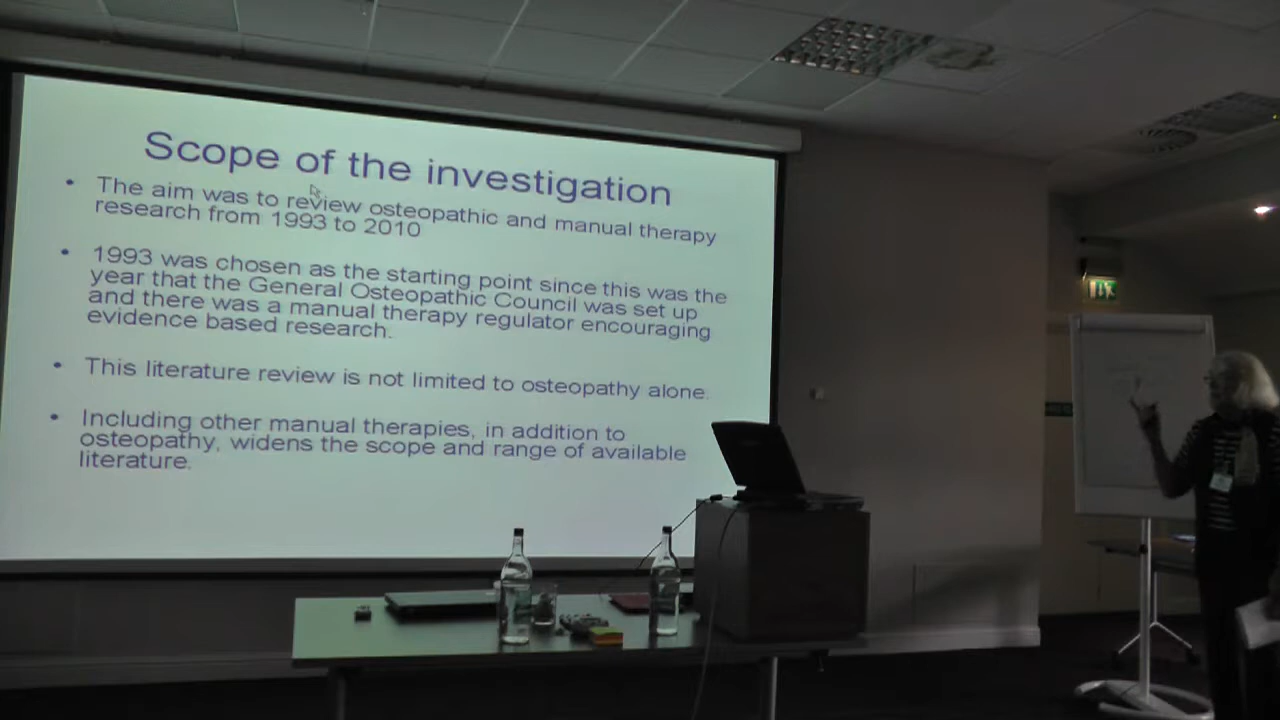 Scope of the investigation
• The aim was to review osteopathic and manual therapy
research from 1993 to 2010
• 1993 was chosen as the starting point since this was the
year that the General Osteopathic Council was set up
and there was a manual therapy regulator encouraging
evidence based research.
• This literature review is not limited to osteopathy alone.
• Including other manual therapies, in addition to
osteopathy, widens the scope and range of available
literature.